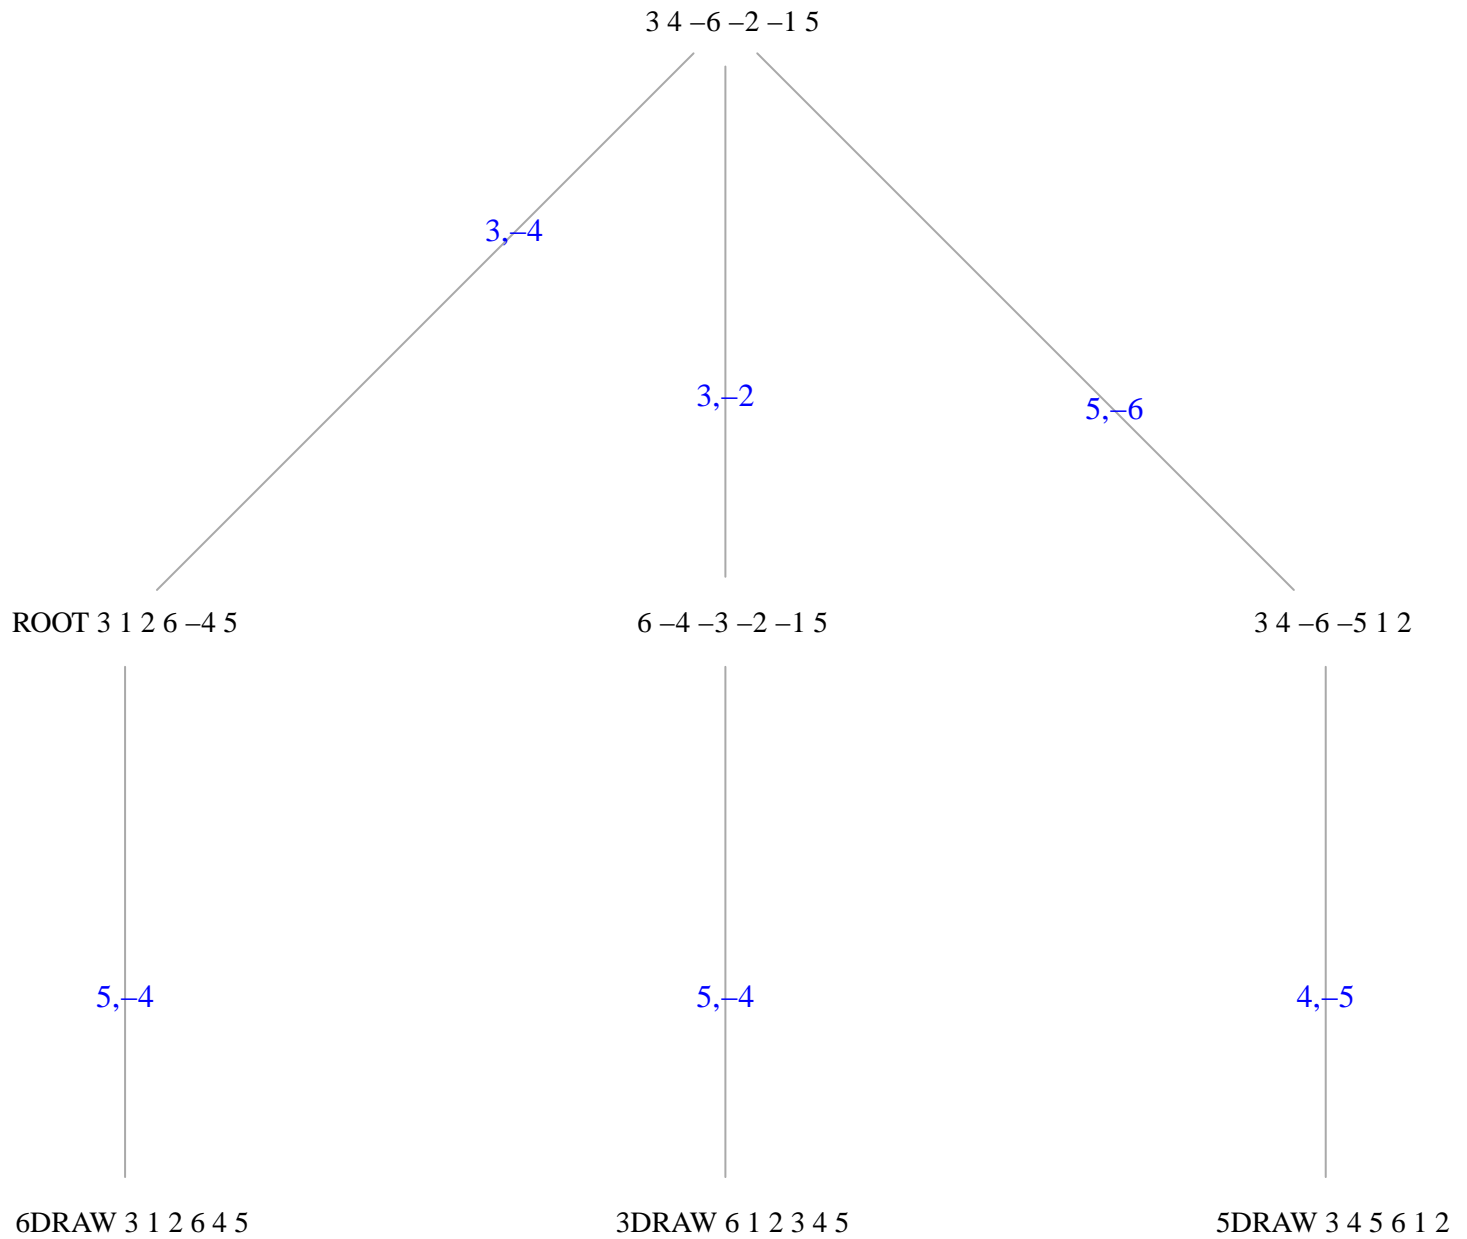 3 4 –6 –2 –1 5
3,–4
3,–2
5,–6
ROOT 3 1 2 6 –4 5
6 –4 –3 –2 –1 5
3 4 –6 –5 1 2
5,–4
5,–4
4,–5
6DRAW 3 1 2 6 4 5
3DRAW 6 1 2 3 4 5
5DRAW 3 4 5 6 1 2